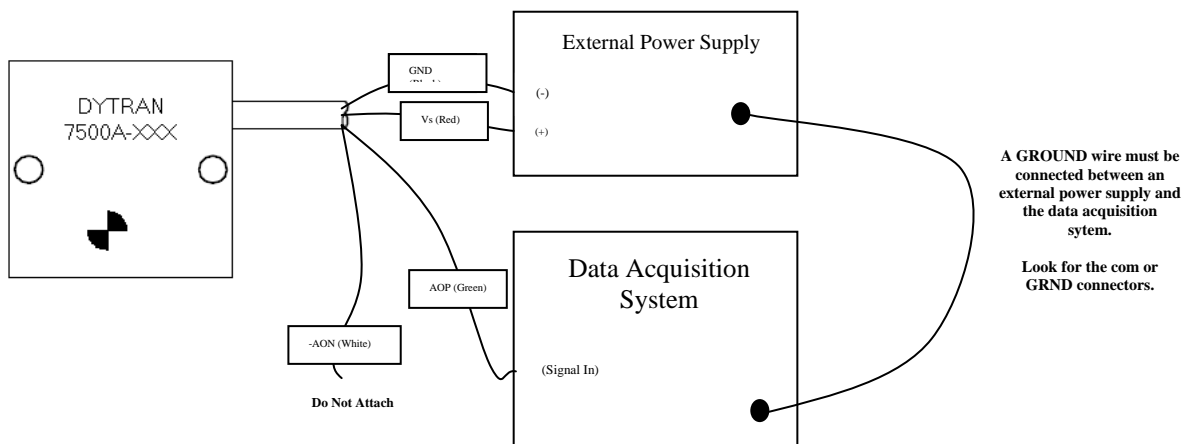 External Power Supply
GND
(-)
Vs (Red)
(+)
DYTRAN
7500A-XXX
A GROUND wire must be
connected between an
external power supply and
the data acquisition
sytem.
Look for the com or
GRND connectors.
Data Acquisition
System
AOP (Green)
-AON (White)
(Signal In)
Do Not Attach